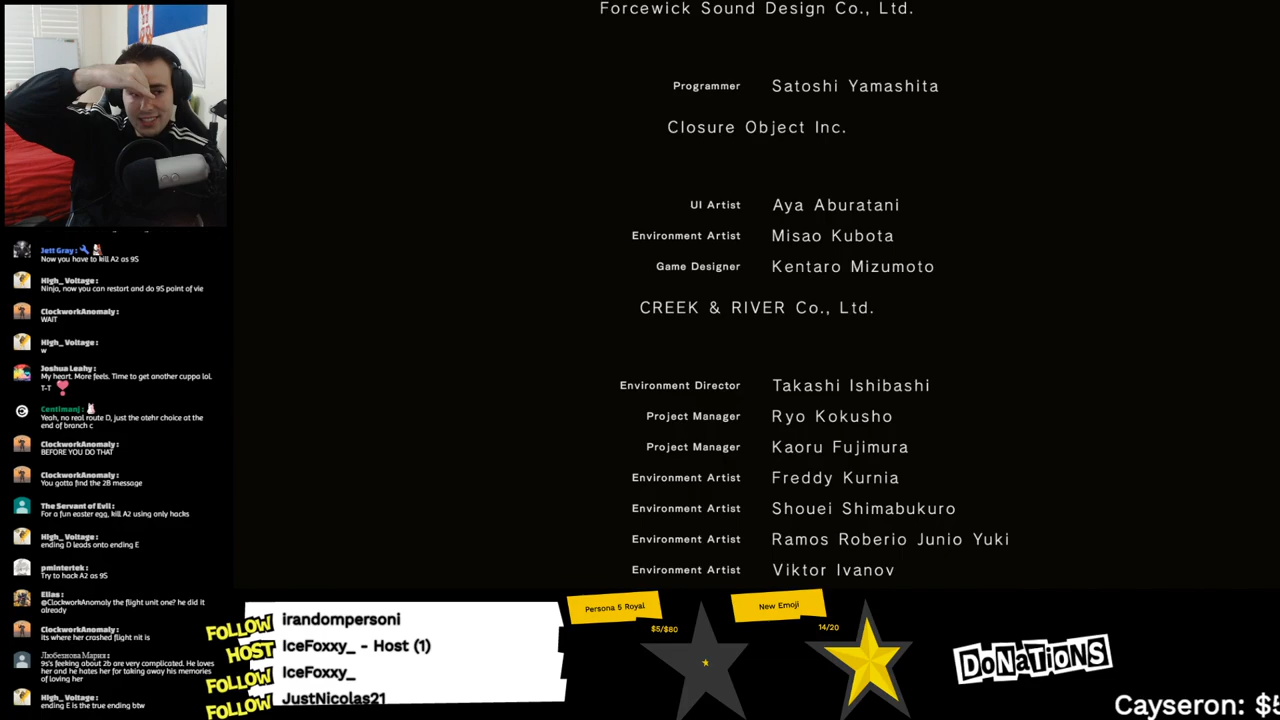 Forcewick Sound Design Co., Ltd.
Programmer Satoshi Yamashita
Closure Object Inc.
UI Artist Aya Aburatani
Environment Artist Misao Kubota
Game Designer Kentaro Mizumoto
CREEK & RIVER Co., Ltd.
Environment Director Takashi Ishibashi
Project Manager Ryo Kokusho
Project Manager Kaoru Fujimura
Environment Artist Freddy Kurnia
Environment Artist Shouei Shimabukuro
Environment Artist Ramos Roberio Junio Yuki
Environment Artist Viktor Ivanov
Jett Gray :
Now you have to kill A2 as 9S
High_Voltage :
Ninja, now you can restart and do 9S point of vie
ClockworkAnomaly :
WAIT
High_Voltage :
w
Joshua Leahy :
My heart. More feels. Time to get another cuppa lol.
T-T
Centimanj :
Yeah, no real route D, just the otehr choice at the
end of branch c
ClockworkAnomaly :
BEFORE YOU DO THAT
ClockworkAnomaly :
You gotta find the 2B message
The Servant of Evil :
For a fun easter egg, kill A2 using only hacks
High_Voltage :
ending D leads onto ending E
pmintertek :
Try to hack A2 as 9S
Elias :
@ClockworkAnomaly the flight unit one? he did it
already
ClockworkAnomaly :
Its where her crashed flight nit is
Любезнова Мария :
9s's feeking about 2b are very complicated. He loves
her and he hates her for taking away his memories
of loving her
High_Voltage :
ending E is the true ending btw
FOLLOW irandompersoni
HOST IceFoxxy_ - Host (1)
FOLLOW IceFoxxy_
FOLLOW JustNicolas21
Persona 5 Royal
$5/$80
New Emoji
14/20
DONATIONS
Cayseron: $5